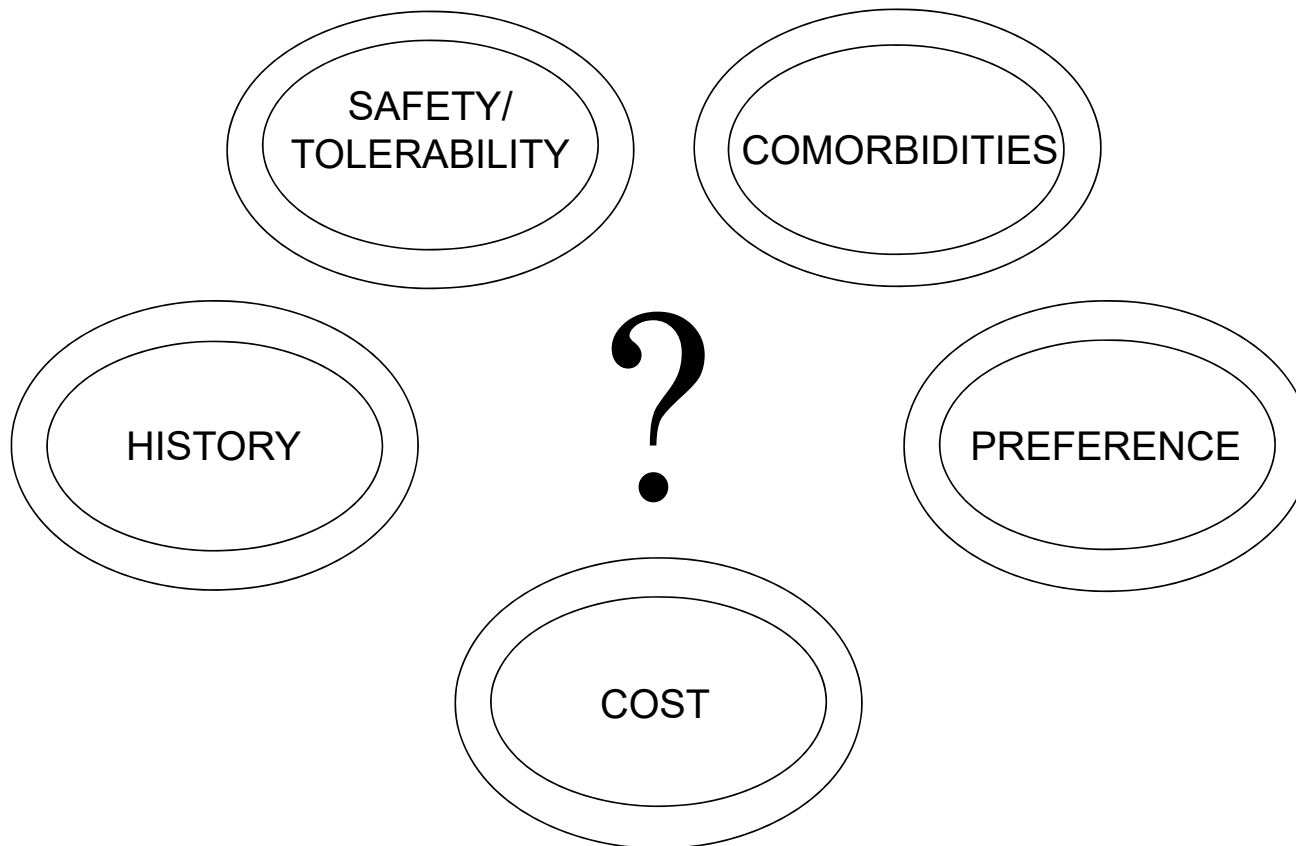 SAFETY/
TOLERABILITY
COMORBIDITIES
HISTORY
?
PREFERENCE
COST